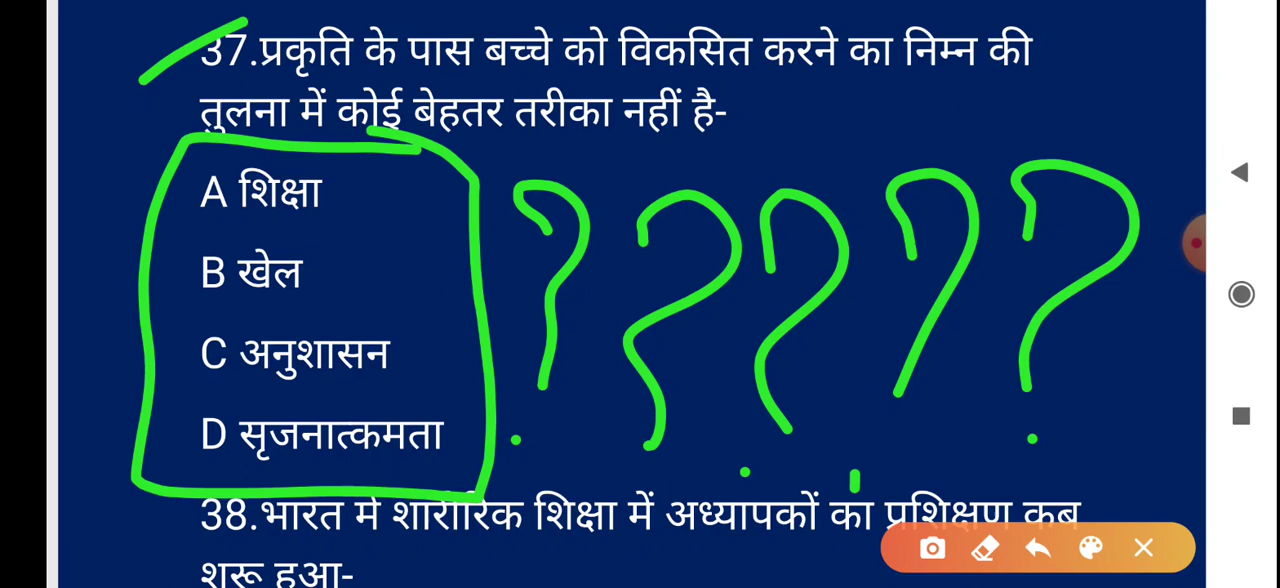 37.प्रकृति के पास बच्चे को विकसित करने का निम्न की
तुलना में कोई बेहतर तरीका नहीं है-
A शिक्षा
B खेल
C अनुशासन
D सृजनात्कमता
? ? ? ? ?
38.भारत मे शारीरिक शिक्षा में अध्यापकों का प्रशिक्षण कब
शुरू हुआ-